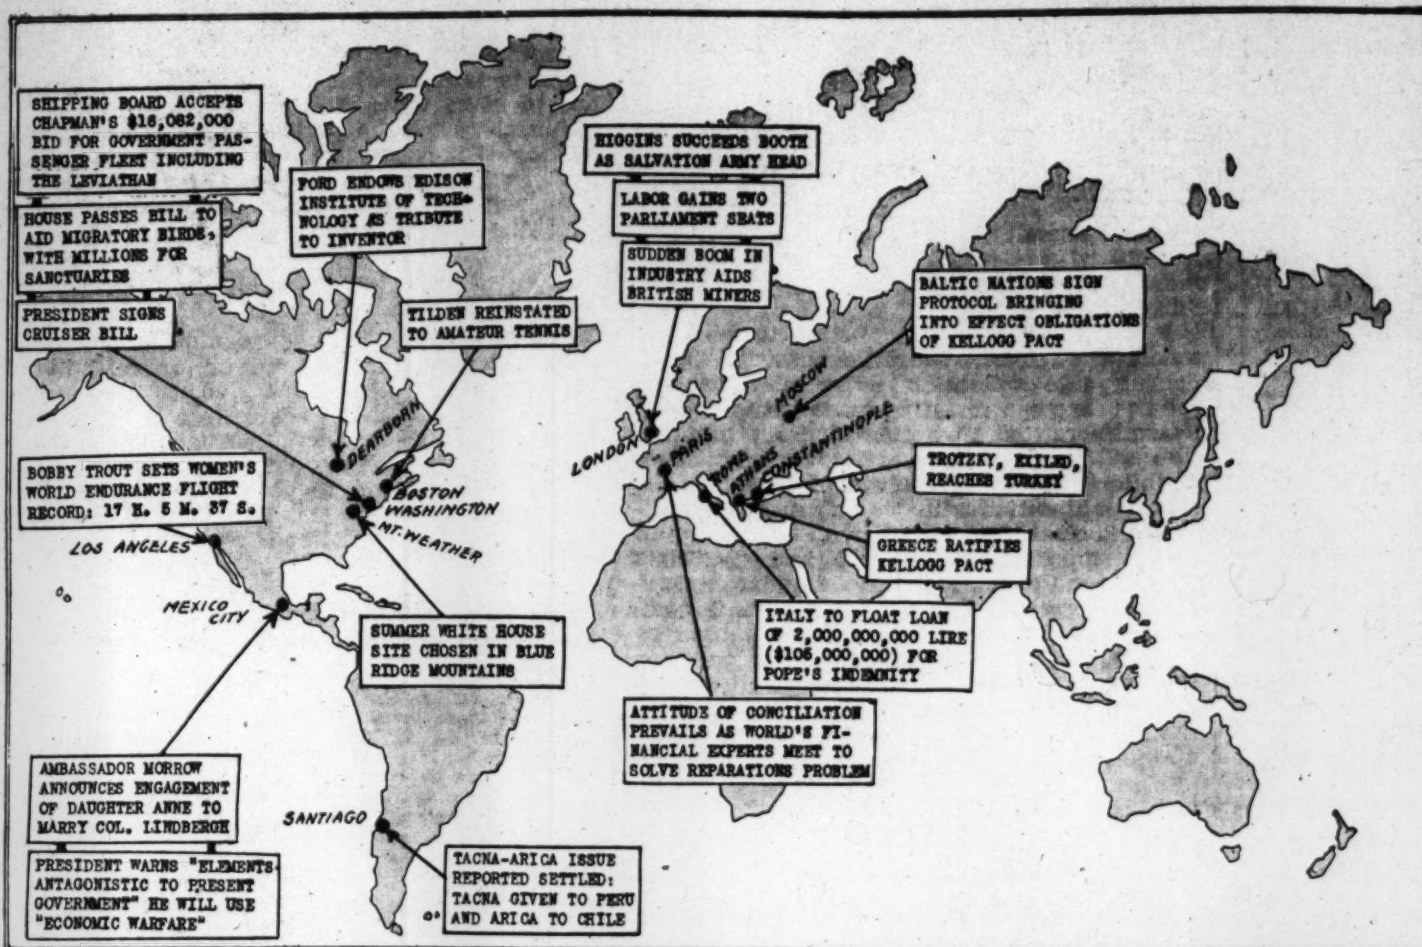 SHIPPING BOARD ACCEPTS
CHAPMAN'S $16,082,000
BID FOR GOVERNMENT PAS-
SENGER FLEET INCLUDING
THE LEVIATHAN
HOUSE PASSES BILL TO
AID MIGRATORY BIRDS,
WITH MILLIONS FOR
SANCTUARIES
PRESIDENT SIGNS
CRUISER BILL
FORD ENDOWS EDISON
INSTITUTE OF TECH-
NOLOGY AS TRIBUTE
TO INVENTOR
TILDEN REINSTATED
TO AMATEUR TENNIS
HIGGINS SUCCEEDS BOOTH
AS SALVATION ARMY HEAD
LABOR GAINS TWO
PARLIAMENT SEATS
SUDDEN BOOM IN
INDUSTRY AIDS
BRITISH MINERS
BALTIC NATIONS SIGN
PROTOCOL BRINGING
INTO EFFECT OBLIGATIONS
OF KELLOGG PACT
MOSCOW
DEARBORN
LONDON
PARIS
ROME
ATHANS
CONSTANTINOPLE
BOBBY TROUT SETS WOMEN'S
WORLD ENDURANCE FLIGHT
RECORD: 17 H. 5 M. 37 S.
LOS ANGELES
BOSTON
WASHINGTON
MT. WEATHER
TROTZKY, EXILED,
REACHES TURKEY
GREECE RATIFIES
KELLOGG PACT
MEXICO
CITY
SUMMER WHITE HOUSE
SITE CHOSEN IN BLUE
RIDGE MOUNTAINS
ITALY TO FLOAT LOAN
OF 2,000,000,000 LIRE
($105,000,000) FOR
POPE'S INDEMNITY
ATTITUDE OF CONCILIATION
PREVAILS AS WORLD'S FI-
NANCIAL EXPERTS MEET TO
SOLVE REPARATIONS PROBLEM
AMBASSADOR MORROW
ANNOUNCES ENGAGEMENT
OF DAUGHTER ANNE TO
MARRY COL. LINDBERGH
PRESIDENT WARNS "ELEMENTS
ANTAGONISTIC TO PRESENT
GOVERNMENT" HE WILL USE
"ECONOMIC WARFARE"
SANTIAGO
TACNA-ARICA ISSUE
REPORTED SETTLED:
TACNA GIVEN TO PERU
AND ARICA TO CHILE